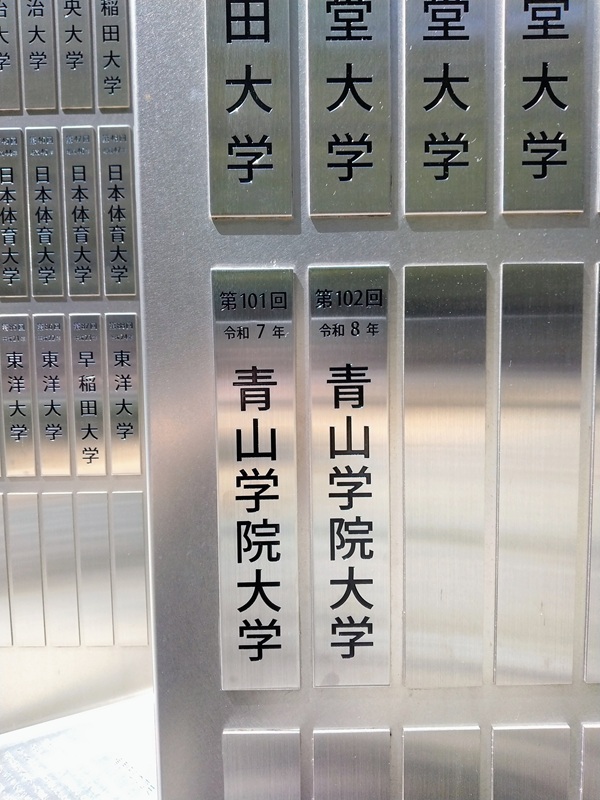 稲田大学
治大学
央大学
日本体育大学
日本体育大学
日本体育大学
日本体育大学
東洋大学
東洋大学
早稲田大学
東洋大学
田大学
堂大学
堂大学
堂大学
第101回
令和7年
青山学院大学
第102回
令和8年
青山学院大学